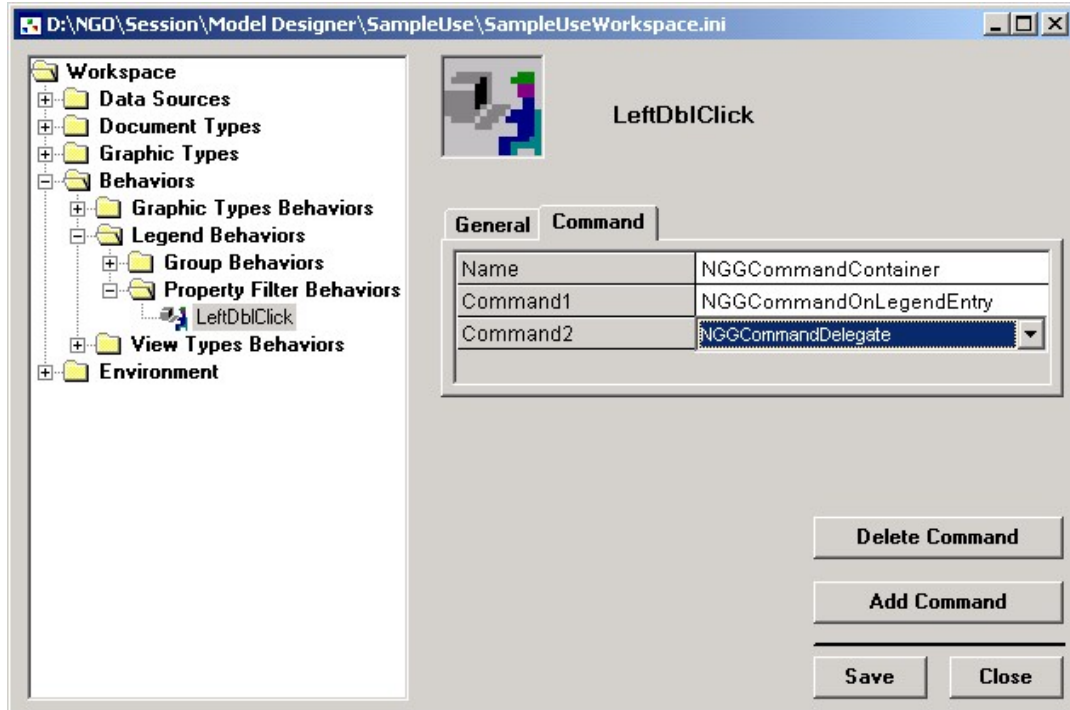 D:\NGO\Session\Model Designer\SampleUse\SampleUseWorkspace.ini
Workspace
Data Sources
Document Types
Graphic Types
Behaviors
Graphic Types Behaviors
Legend Behaviors
Group Behaviors
Property Filter Behaviors
LeftDblClick
View Types Behaviors
Environment
LeftDblClick
General Command
Name NGGCommandContainer
Command1 NGGCommandOnLegendEntry
Command2 NGGCommandDelegate
Delete Command
Add Command
Save Close